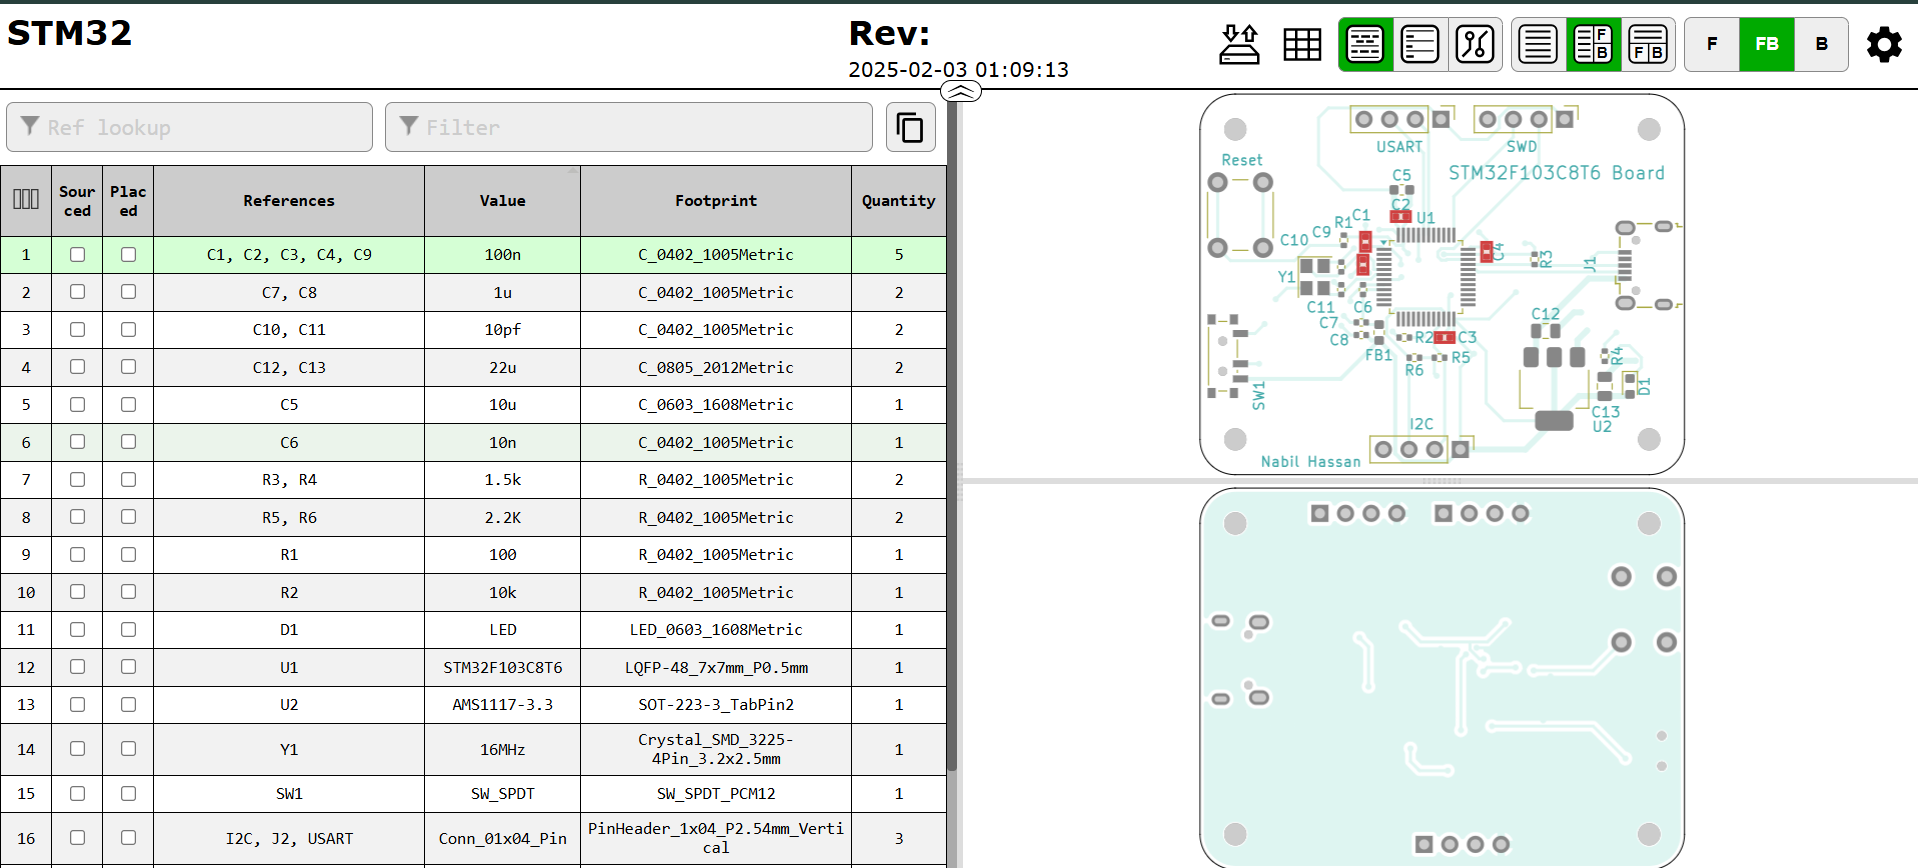 STM32
Rev:
2025-02-03 01:09:13
F
B
F B
F
FB
B
Ref lookup
Filter
Sour
ced
Plac
ed
References
Value
Footprint
Quantity
1 C1, C2, C3, C4, C9 100n C_0402_1005Metric 5
2 C7, C8 1u C_0402_1005Metric 2
3 C10, C11 10pf C_0402_1005Metric 2
4 C12, C13 22u C_0805_2012Metric 2
5 C5 10u C_0603_1608Metric 1
6 C6 10n C_0402_1005Metric 1
7 R3, R4 1.5k R_0402_1005Metric 2
8 R5, R6 2.2K R_0402_1005Metric 2
9 R1 100 R_0402_1005Metric 1
10 R2 10k R_0402_1005Metric 1
11 D1 LED LED_0603_1608Metric 1
12 U1 STM32F103C8T6 LQFP-48_7x7mm_P0.5mm 1
13 U2 AMS1117-3.3 SOT-223-3_TabPin2 1
14 Y1 16MHz Crystal_SMD_3225-
4Pin_3.2x2.5mm 1
15 SW1 SW_SPDT SW_SPDT_PCM12 1
16 I2C, J2, USART Conn_01x04_Pin PinHeader_1x04_P2.54mm_Verti
cal 3
USART
SWD
Reset
STM32F103C8T6 Board
C5
C2
C1
U1
R1
C9
C10
C4
R3
J1
Y1
C11
C6
C7
C8
R2
C3
C12
FB1
R5
R6
R4
D1
SW1
C13
U2
I2C
Nabil Hassan